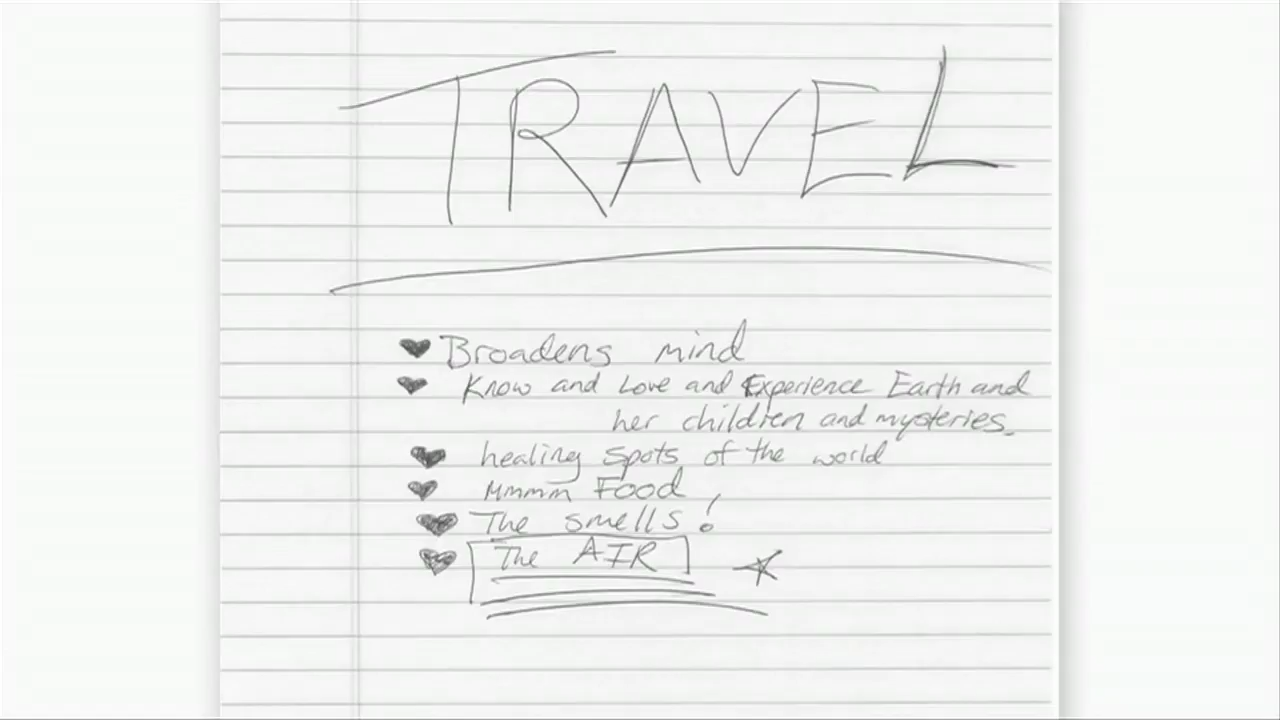 TRAVEL
Broadens mind
Know and Love and Experience Earth and
her children and mysteries.
healing spots of the world
Mmmm Food
The smells!
The AIR